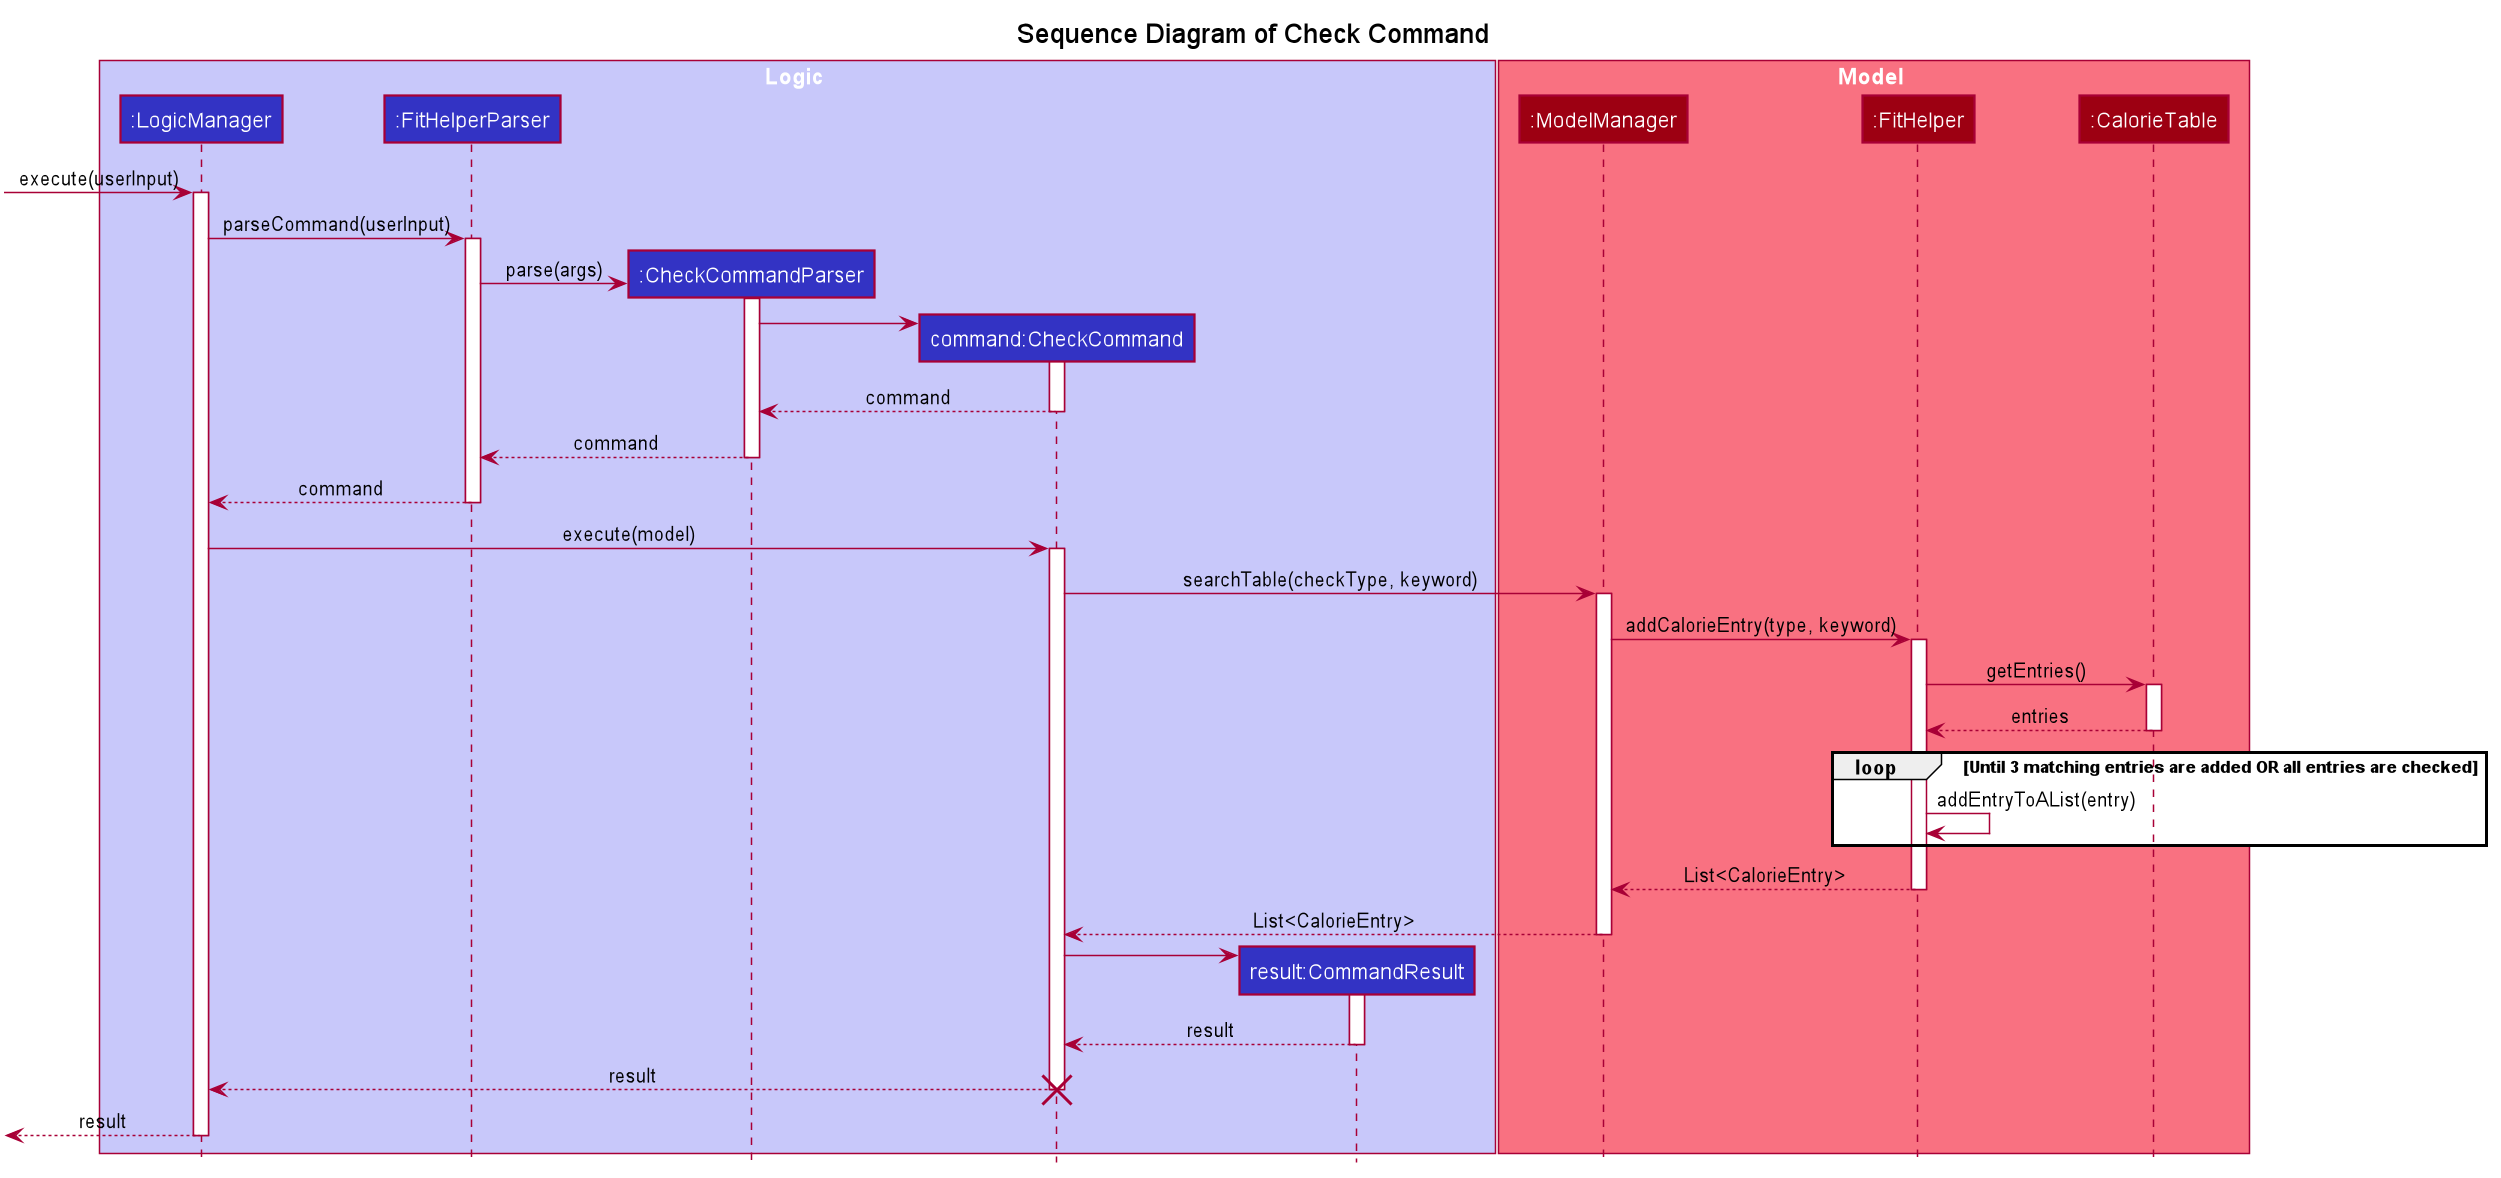 Sequence Diagram of Check Command
Logic
Model
:LogicManager
:FitHelperParser
:ModelManager
:FitHelper
:CalorieTable
execute(userInput)
parseCommand(userInput)
parse(args)
:CheckCommandParser
command:CheckCommand
command
command
command
execute(model)
searchTable(checkType, keyword)
addCalorieEntry(type, keyword)
getEntries()
entries
loop
[Until 3 matching entries are added OR all entries are checked]
addEntryToAList(entry)
List<CalorieEntry>
List<CalorieEntry>
result:CommandResult
result
result
result